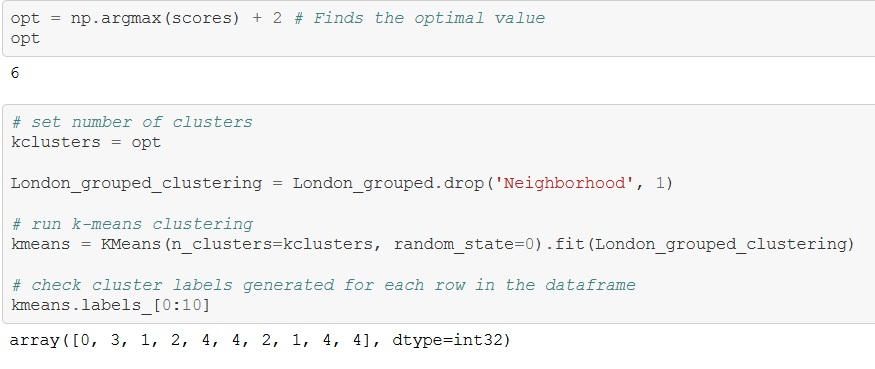 opt = np.argmax(scores) + 2 # Finds the optimal value
opt
6
# set number of clusters
kclusters = opt
London_grouped_clustering = London_grouped.drop('Neighborhood', 1)
# run k-means clustering
kmeans = KMeans(n_clusters=kclusters, random_state=0).fit(London_grouped_clustering)
# check cluster labels generated for each row in the dataframe
kmeans.labels_[0:10]
array([0, 3, 1, 2, 4, 4, 2, 1, 4, 4], dtype=int32)